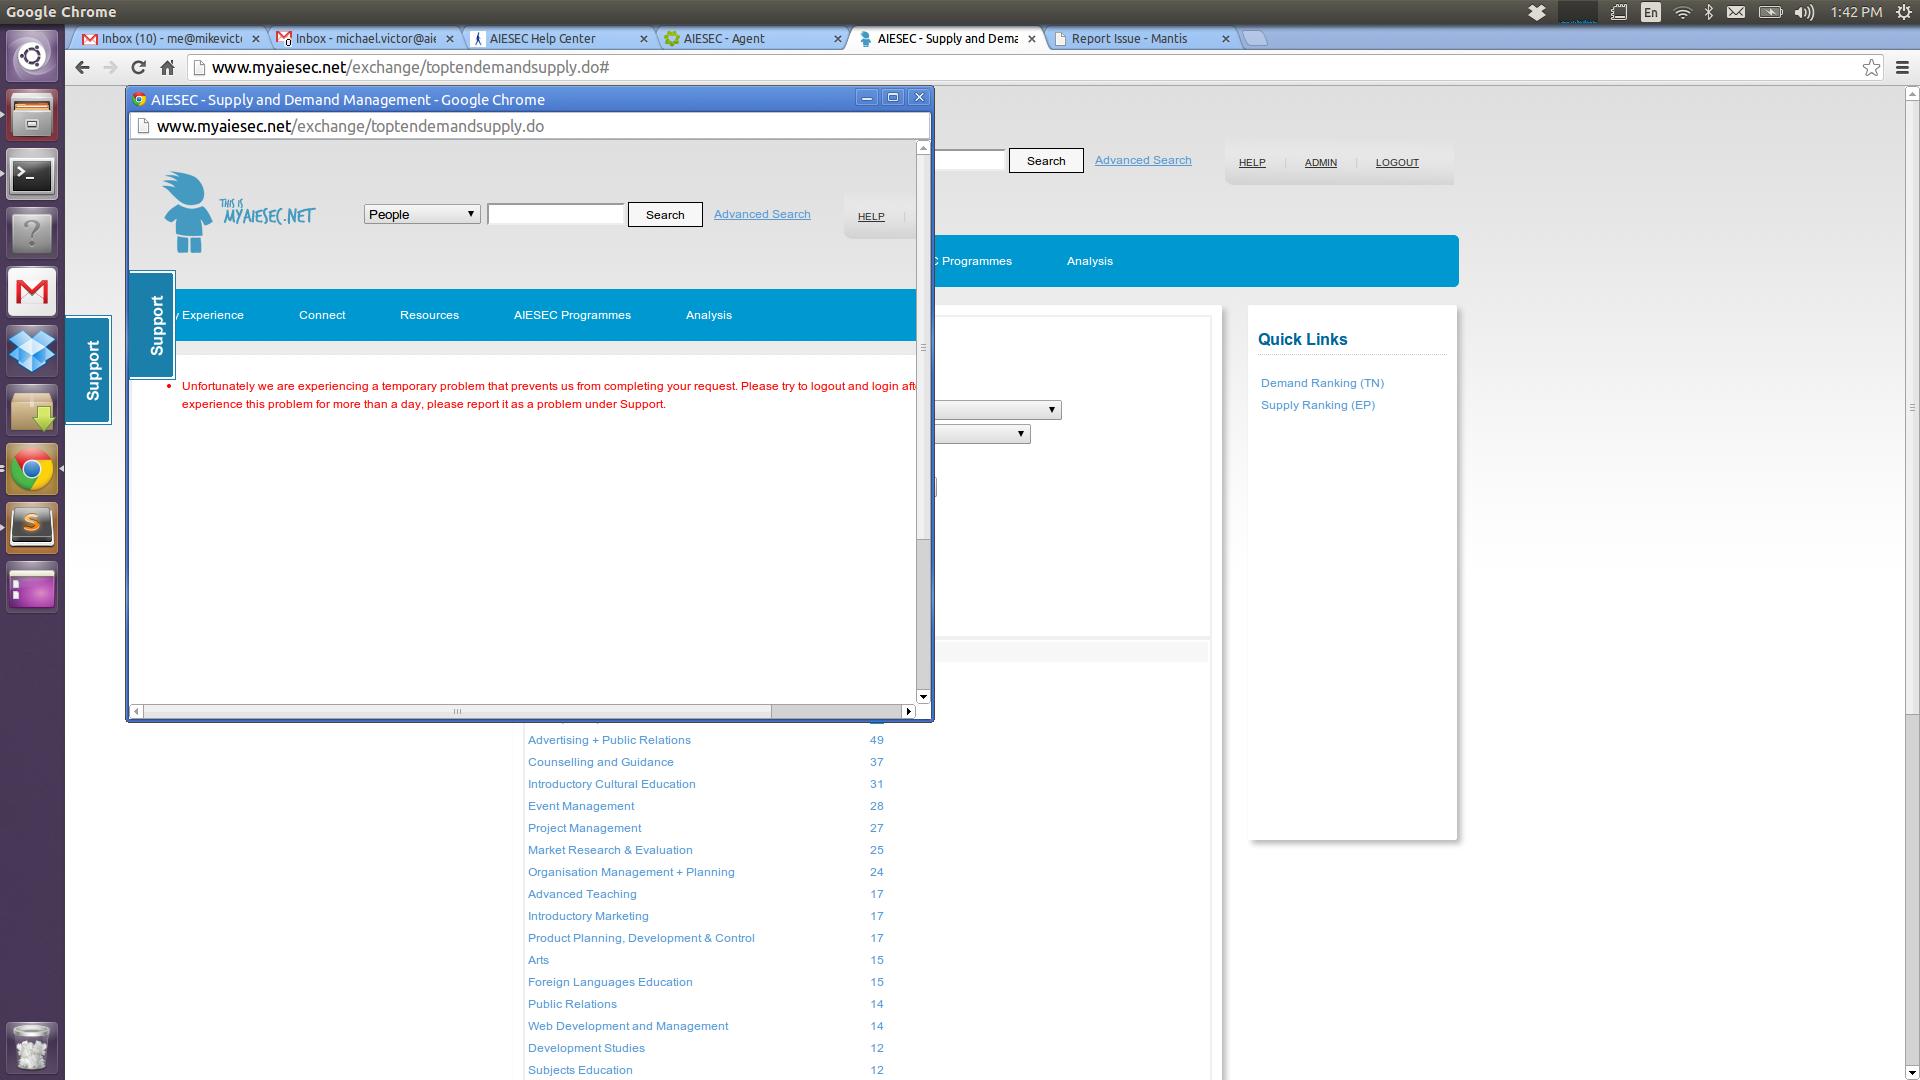 Google Chrome
En
1:42 PM
Inbox (10) - me@mikevict
Inbox - michael.victor@aie
AIESEC Help Center
AIESEC - Agent
AIESEC - Supply and Dema
Report Issue - Mantis
www.myaiesec.net/exchange/toptendemandsupply.do#
AIESEC - Supply and Demand Management - Google Chrome
www.myaiesec.net/exchange/toptendemandsupply.do
THIS IS
MYAIESEC.NET
People
Search
Advanced Search
HELP
Search
Advanced Search
HELP
ADMIN
LOGOUT
Support
y Experience
Connect
Resources
AIESEC Programmes
Analysis
C Programmes
Analysis
Support
Unfortunately we are experiencing a temporary problem that prevents us from completing your request. Please try to logout and login aft
experience this problem for more than a day, please report it as a problem under Support.
Quick Links
Demand Ranking (TN)
Supply Ranking (EP)
Advertising + Public Relations 49
Counselling and Guidance 37
Introductory Cultural Education 31
Event Management 28
Project Management 27
Market Research & Evaluation 25
Organisation Management + Planning 24
Advanced Teaching 17
Introductory Marketing 17
Product Planning, Development & Control 17
Arts 15
Foreign Languages Education 15
Public Relations 14
Web Development and Management 14
Development Studies 12
Subjects Education 12